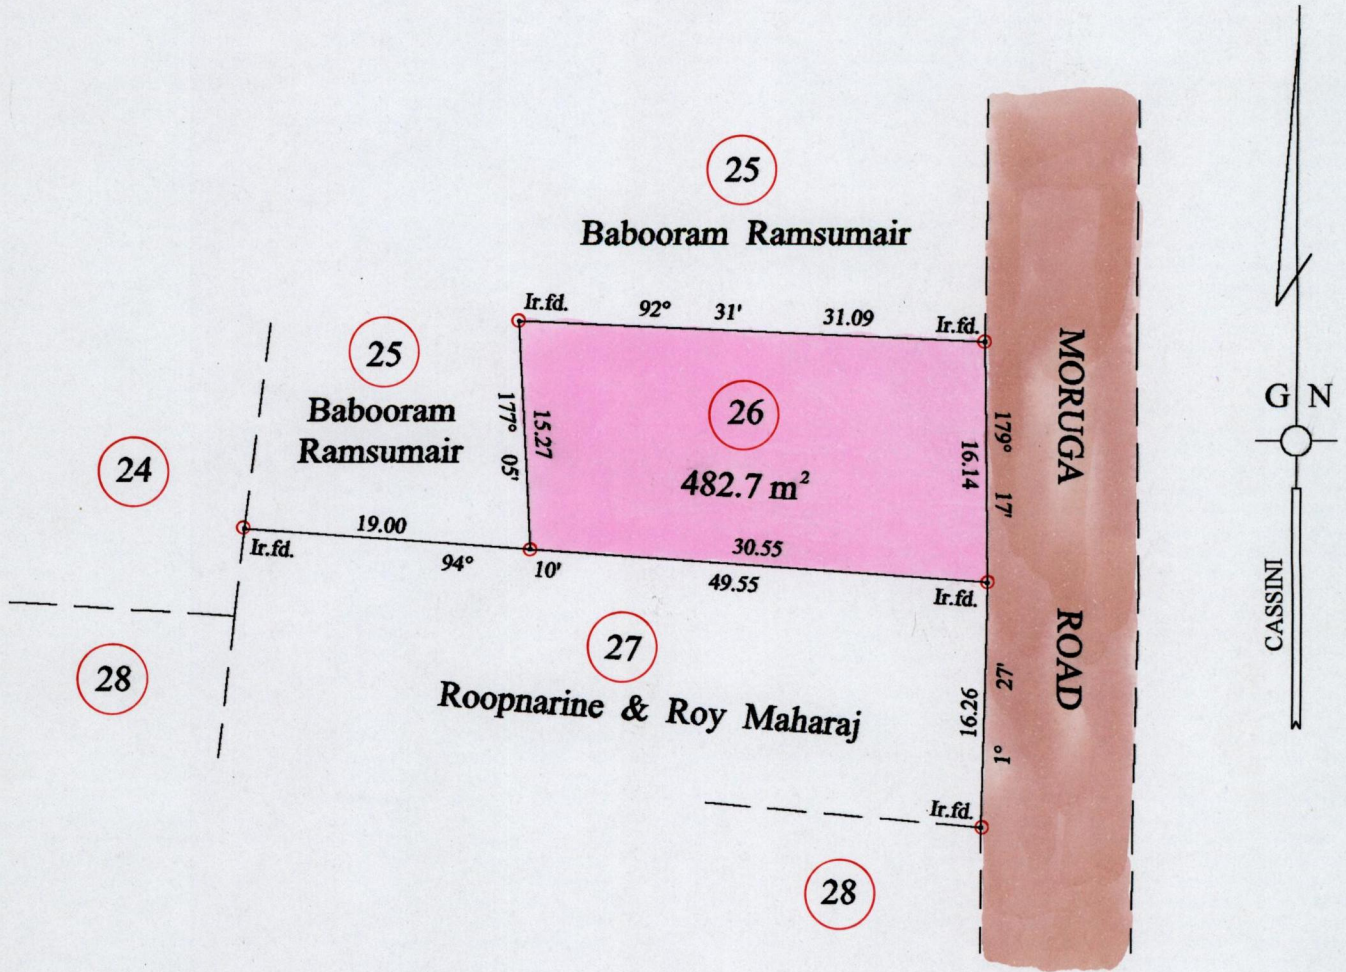 25
Babooram Ramsumair
Ir.fd.
92° 31' 31.09
Ir.fd.
25
Babooram
Ramsumair
177° 05'
15.27
26
482.7 m²
16.14
179° 17'
MORUGA ROAD
G N
CASSINI
24
19.00
Ir.fd.
94° 10'
30.55
49.55
Ir.fd.
28
27
Roopnarine & Roy Maharaj
16.26
1° 27'
Ir.fd.
28